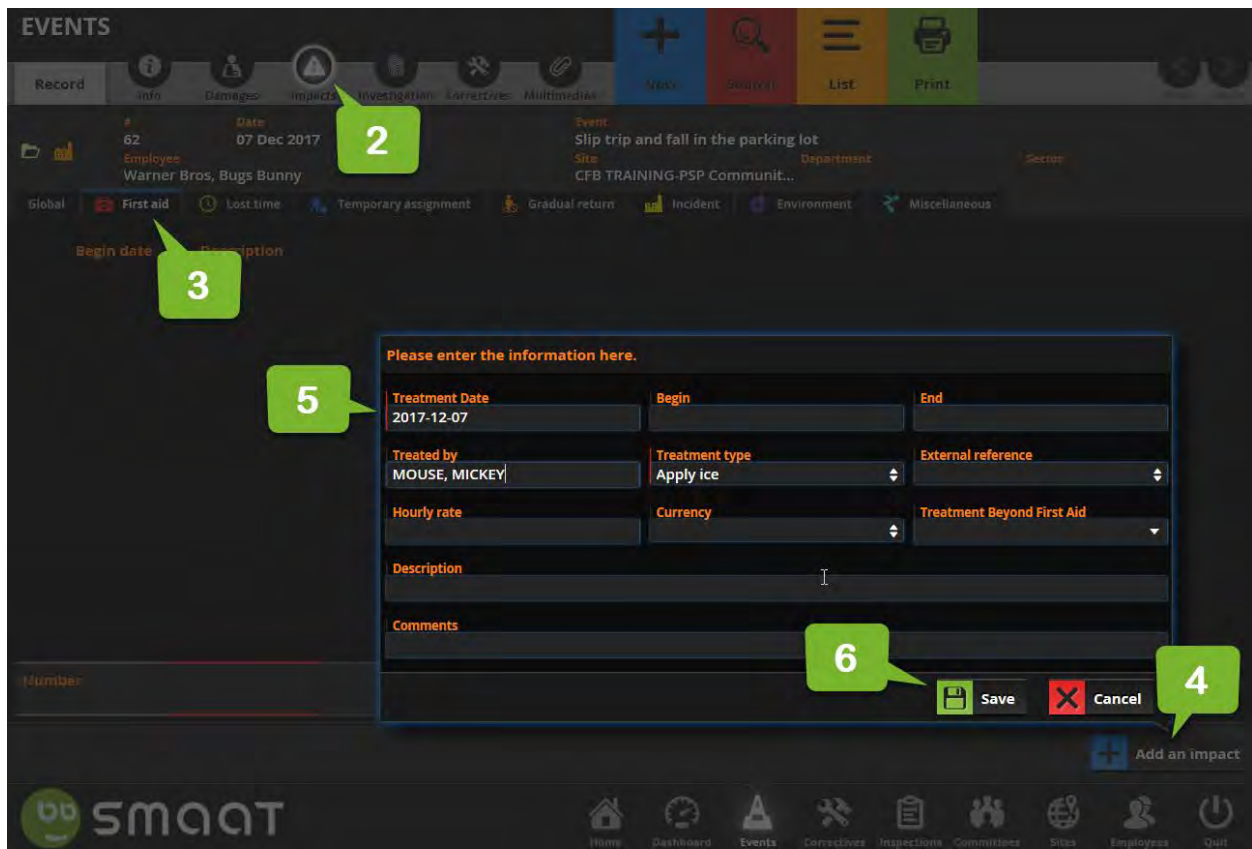 EVENTS
Record Info Damages Impacts Investigation Correctives Multimedias List Print
2
# Date Event
62 07 Dec 2017 Slip trip and fall in the parking lot
Employee Site Department Sector
Warner Bros, Bugs Bunny CFB TRAINING-PSP Communit...
Global First aid Lost time Temporary assignment Gradual return Incident Environment Miscellaneous
Begin date Description
3
Please enter the information here.
5
Treatment Date Begin End
2017-12-07
Treated by Treatment type External reference
MOUSE, MICKEY Apply ice
Hourly rate Currency Treatment Beyond First Aid
Description
Comments
6
Number
4
Save Cancel
Add an impact
smaat
Home Dashboard Events Correctives Inspections Committees Sites Employees Quit